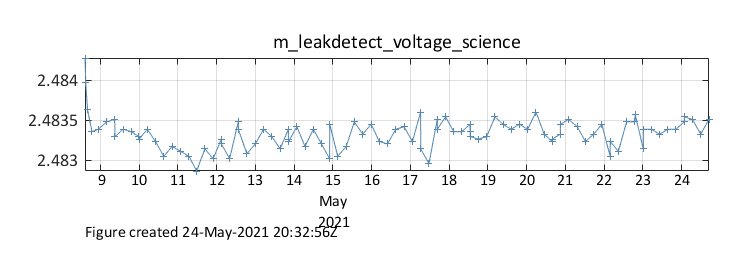 m_leakdetect_voltage_science
2.484
2.4835
2.483
9 10 11 12 13 14 15 16 17 18 19 20 21 22 23 24
May
2021
Figure created 24-May-2021 20:32:56Z